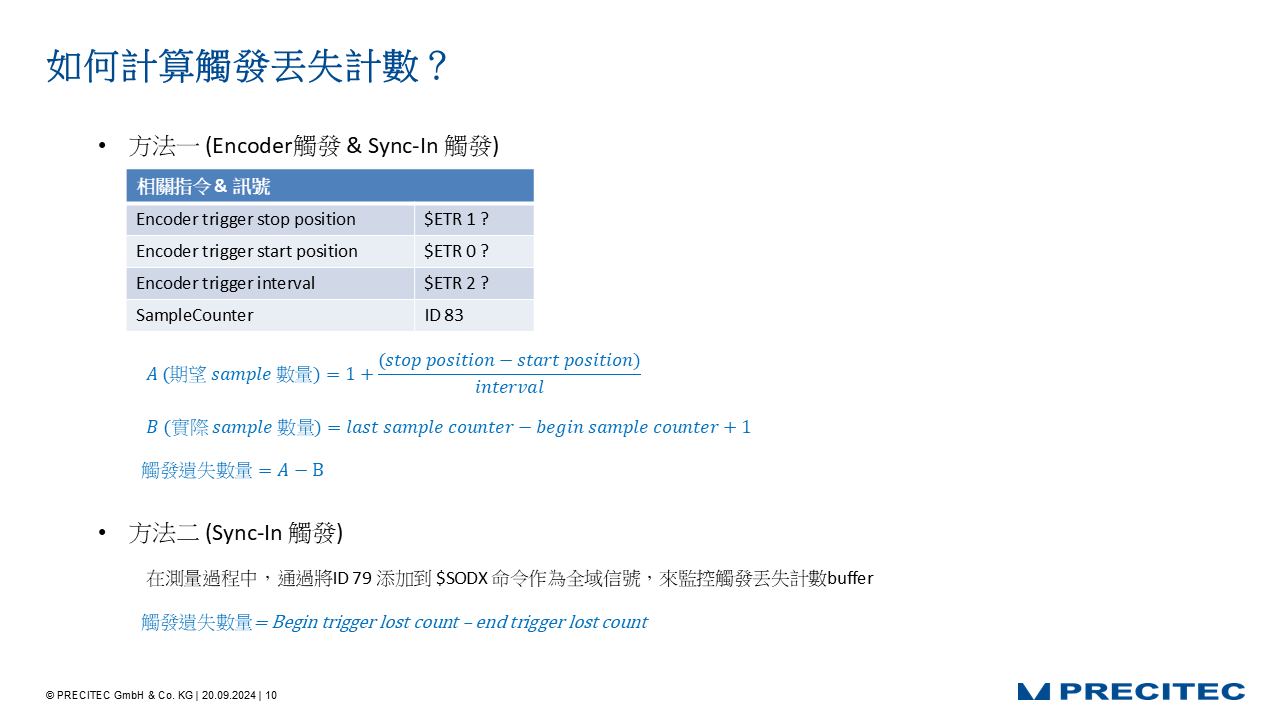 如何計算觸發丟失計數？
• 方法一 (Encoder觸發 & Sync-In 觸發)
相關指令 & 訊號
Encoder trigger stop position $ETR 1 ?
Encoder trigger start position $ETR 0 ?
Encoder trigger interval $ETR 2 ?
SampleCounter ID 83
A (期望 sample 數量) = 1 + (stop position − start position) / interval
B (實際 sample 數量) = last sample counter − begin sample counter + 1
觸發遺失數量 = A − B
• 方法二 (Sync-In 觸發)
在測量過程中，通過將ID 79 添加到 $SODX 命令作為全域信號，來監控觸發丟失計數buffer
觸發遺失數量= Begin trigger lost count – end trigger lost count
© PRECITEC GmbH & Co. KG | 20.09.2024 | 10
PRECITEC